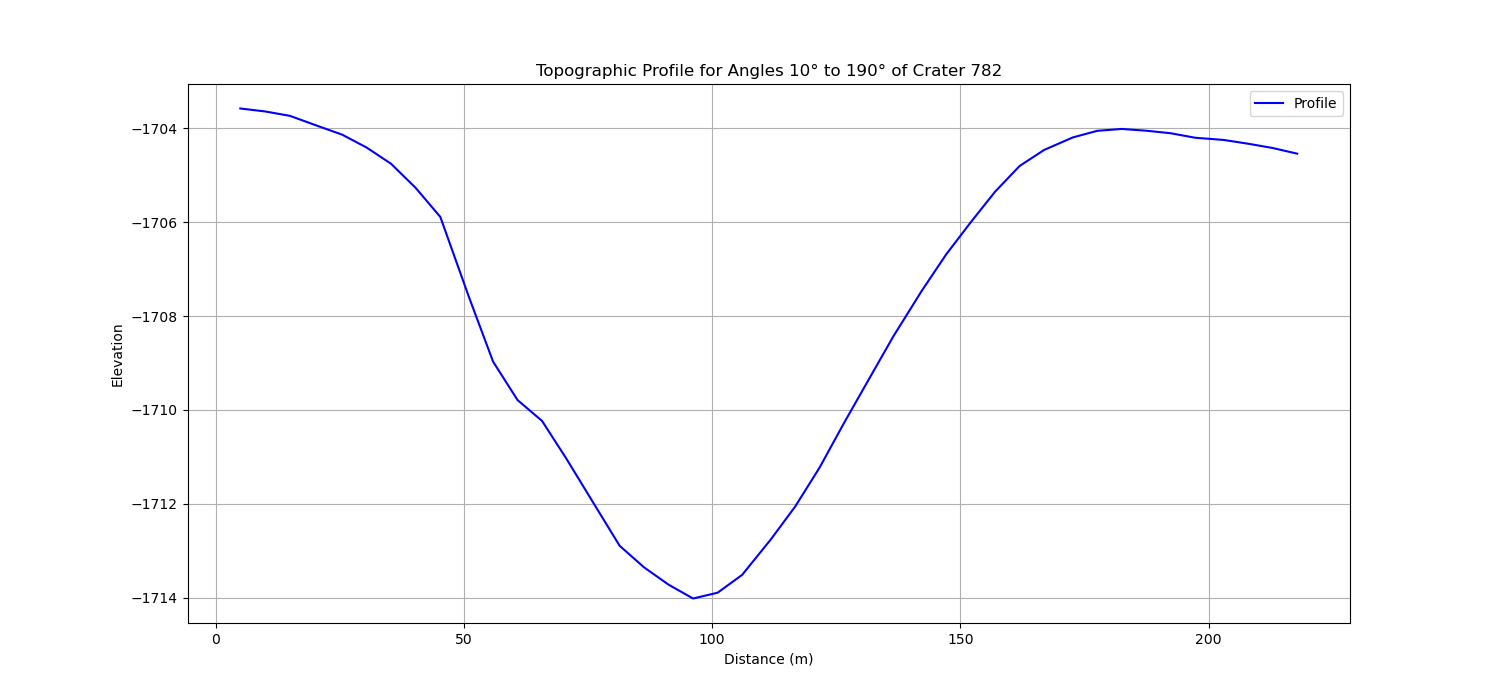 Topographic Profile for Angles 10° to 190° of Crater 782
Profile
−1704
−1706
−1708
−1710
−1712
−1714
Elevation
0 50 100 150 200
Distance (m)